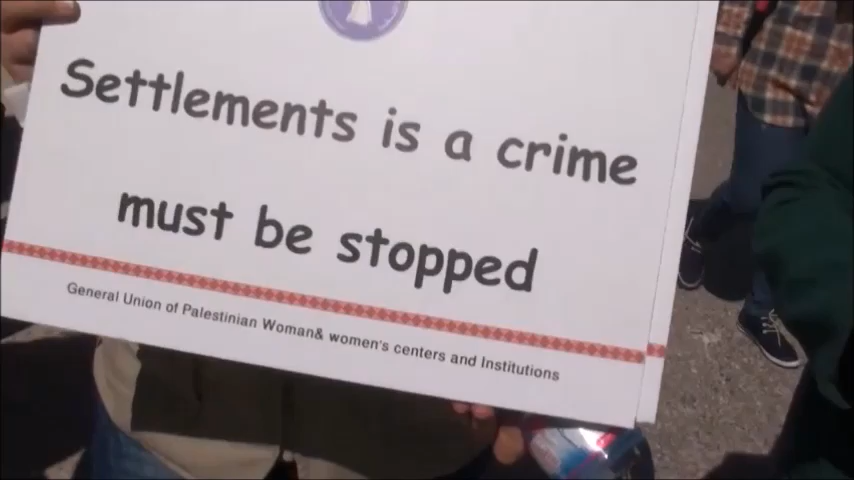 Settlements is a crime
must be stopped
General Union of Palestinian Woman& women's centers and Institutions